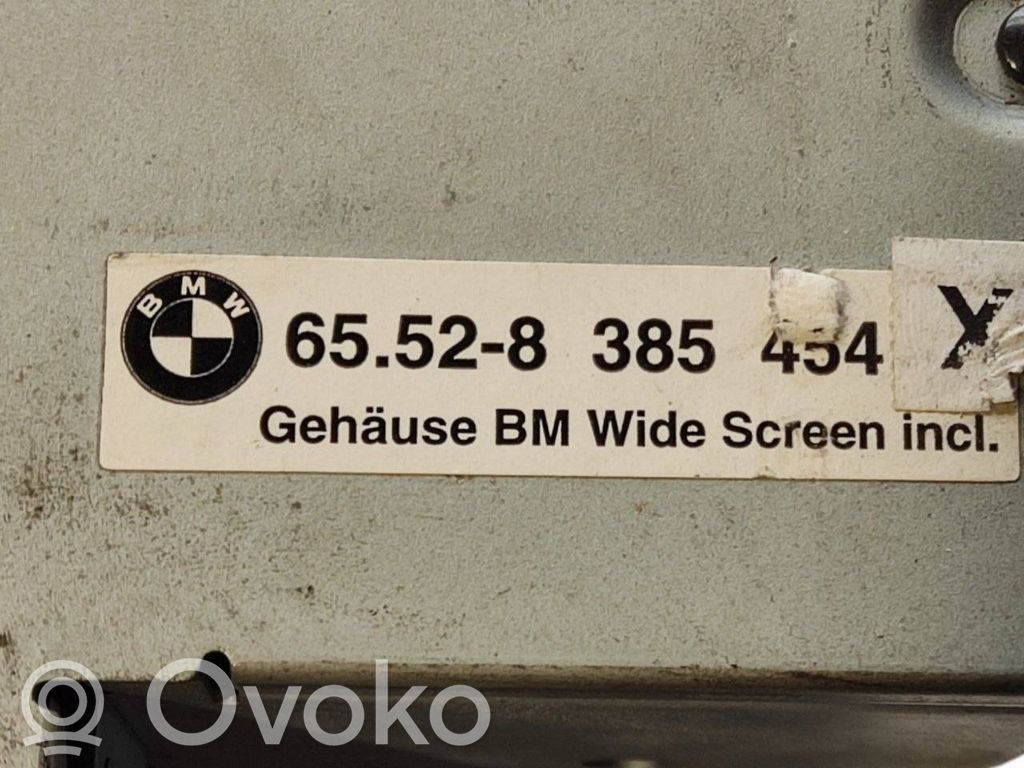 BMW
65.52-8 385 454 X
Gehäuse BM Wide Screen incl.
Ovoko